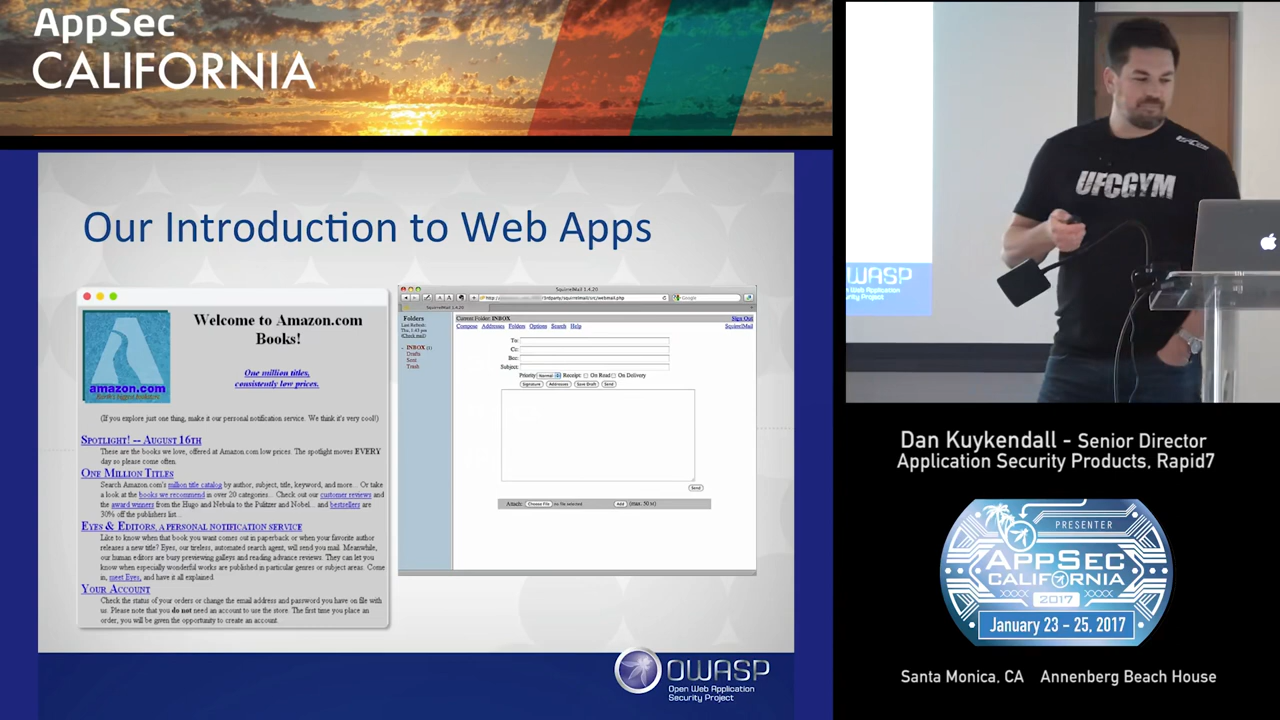 AppSec
CALIFORNIA
Our Introduction to Web Apps
Welcome to Amazon.com
Books!
One million titles,
consistently low prices.
amazon.com
(If you explore just one thing, make it our personal notification service. We think it's very cool!)
SPOTLIGHT! -- AUGUST 16TH
These are the books we love, offered at Amazon.com low prices. The spotlight moves EVERY
day so please come often.
ONE MILLION TITLES
Search Amazon.com's million title catalog by author, subject, title, keyword, and more... Or take
a look at the books we recommend in over 20 categories... Check out our customer reviews and
the award winners from the Hugo and Nebula to the Pulitzer and Nobel... and bestsellers are
30% off the publishers list...
EYES & EDITORS, A PERSONAL NOTIFICATION SERVICE
Like to know when that book you want comes out in paperback or when your favorite author
releases a new title? Eyes, our tireless, automated search agent, will send you mail. Meanwhile,
our human editors are busy previewing galleys and reading advance reviews. They can let you
know when especially wonderful works are published in particular genres or subject areas. Come
in, meet Eyes, and have it all explained.
YOUR ACCOUNT
Check the status of your orders or change the email address and password you have on file with
us. Please note that you do not need an account to use the store. The first time you place an
order, you will be given the opportunity to create an account.
SquirrelMail 1.4.20
SquirrelMail 1.4.20
Folders
Last Refresh:
(Check mail)
INBOX (1)
Drafts
Sent
Trash
Current Folder: INBOX
Sign Out
Compose Addresses Folders Options Search Help
SquirrelMail
To:
Cc:
Bcc:
Subject:
Priority Normal Receipt: On Read On Delivery
Signature Addresses Save Draft Send
Send
Attach: Choose File no file selected Add
OWASP
Open Web Application
Security Project
UFCGYM
WASP
Security Project
Dan Kuykendall - Senior Director
Application Security Products, Rapid7
PRESENTER
APPSEC
CALIFORNIA
2017
January 23 - 25, 2017
Santa Monica, CA Annenberg Beach House